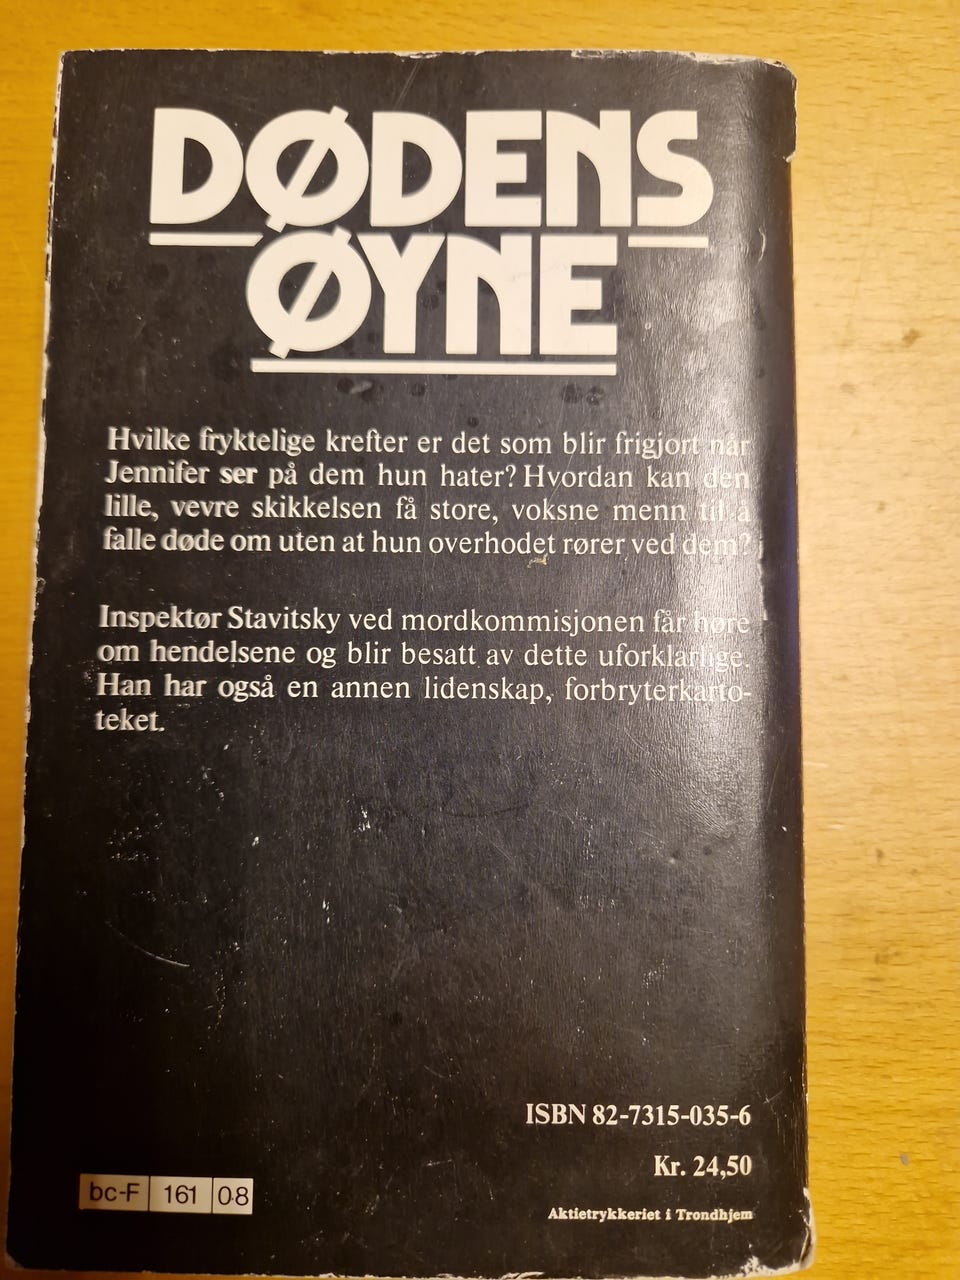 DØDENS
ØYNE
Hvilke fryktelige krefter er det som blir frigjort når
Jennifer ser på dem hun hater? Hvordan kan den
lille, vevre skikkelsen få store, voksne menn til å
falle døde om uten at hun overhodet rører ved dem?
Inspektør Stavitsky ved mordkommisjonen får høre
om hendelsene og blir besatt av dette uforklarlige.
Han har også en annen lidenskap, forbryterkarto-
teket.
ISBN 82-7315-035-6
Kr. 24,50
bc-F 161 08
Aktietrykkeriet i Trondhjem